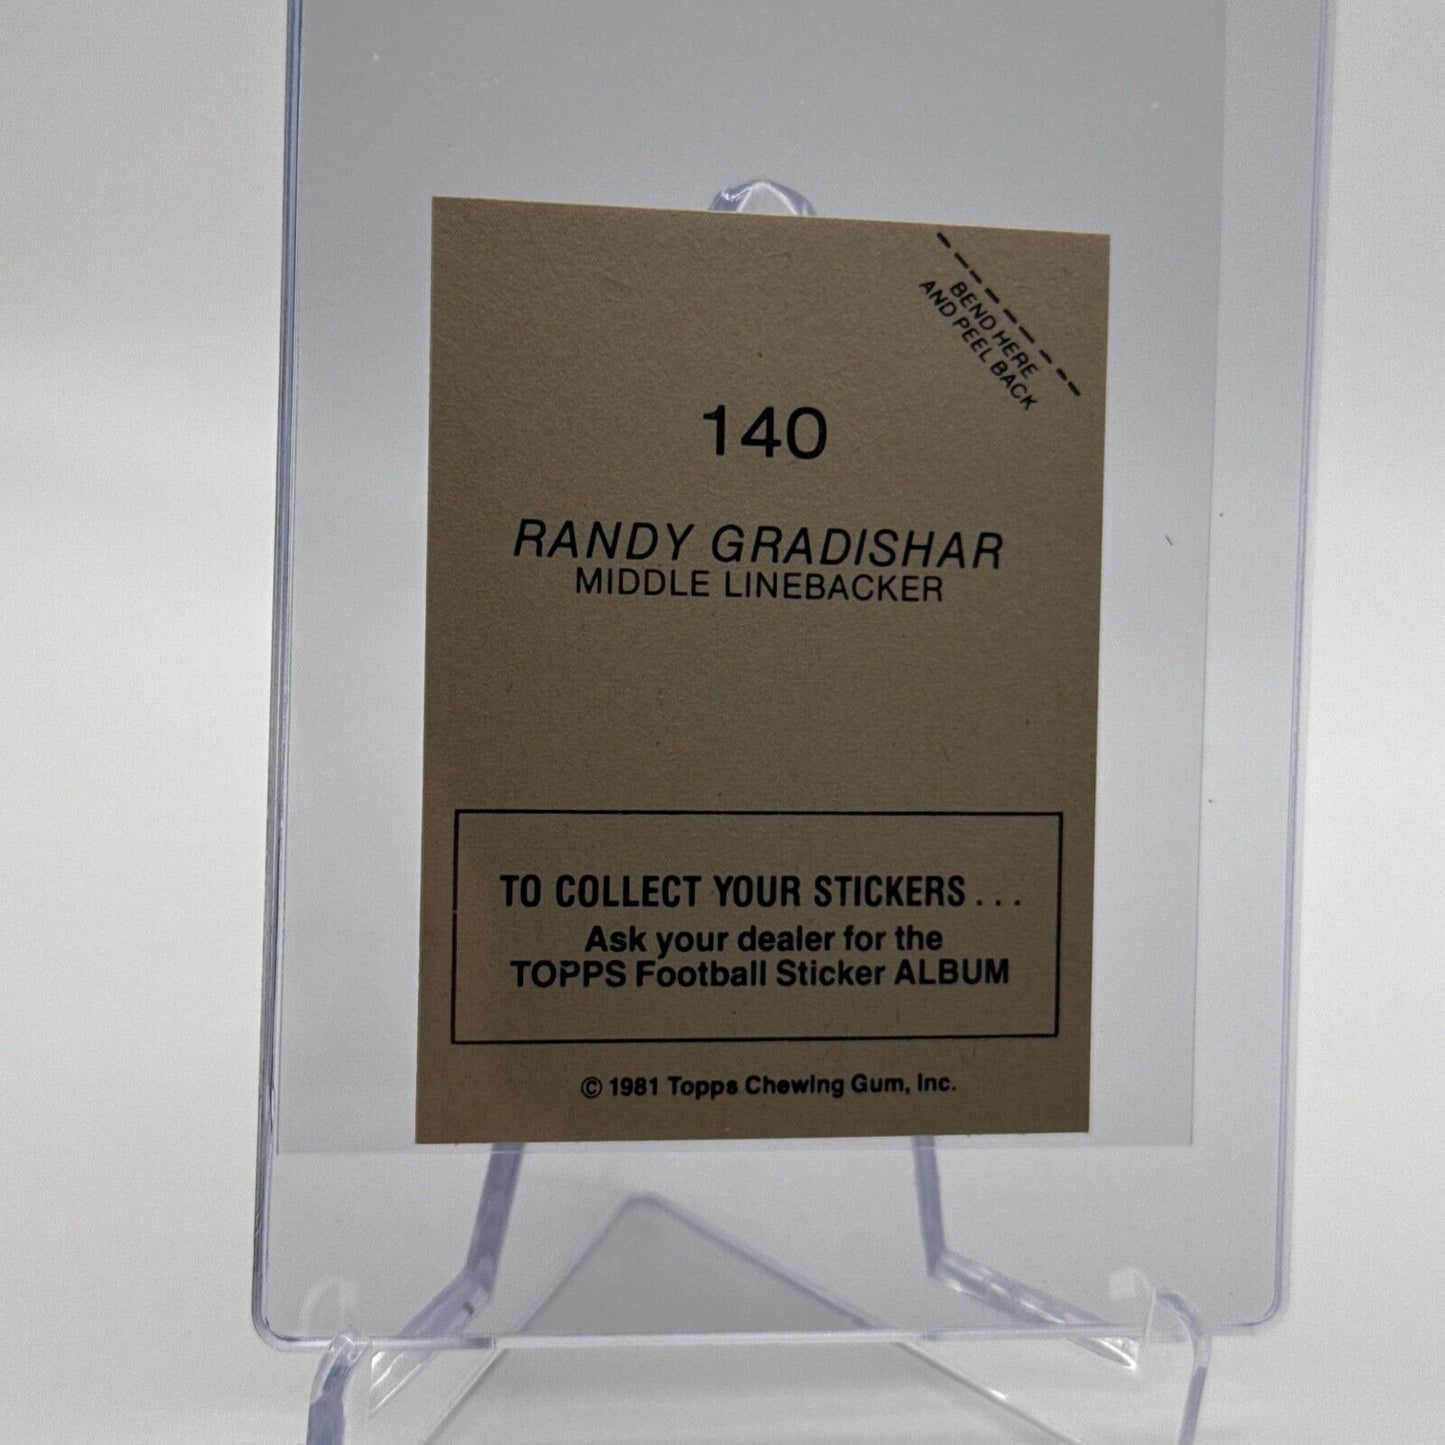 BEND HERE
AND PEEL BACK
140
RANDY GRADISHAR
MIDDLE LINEBACKER
TO COLLECT YOUR STICKERS...
Ask your dealer for the
TOPPS Football Sticker ALBUM
© 1981 Topps Chewing Gum, Inc.